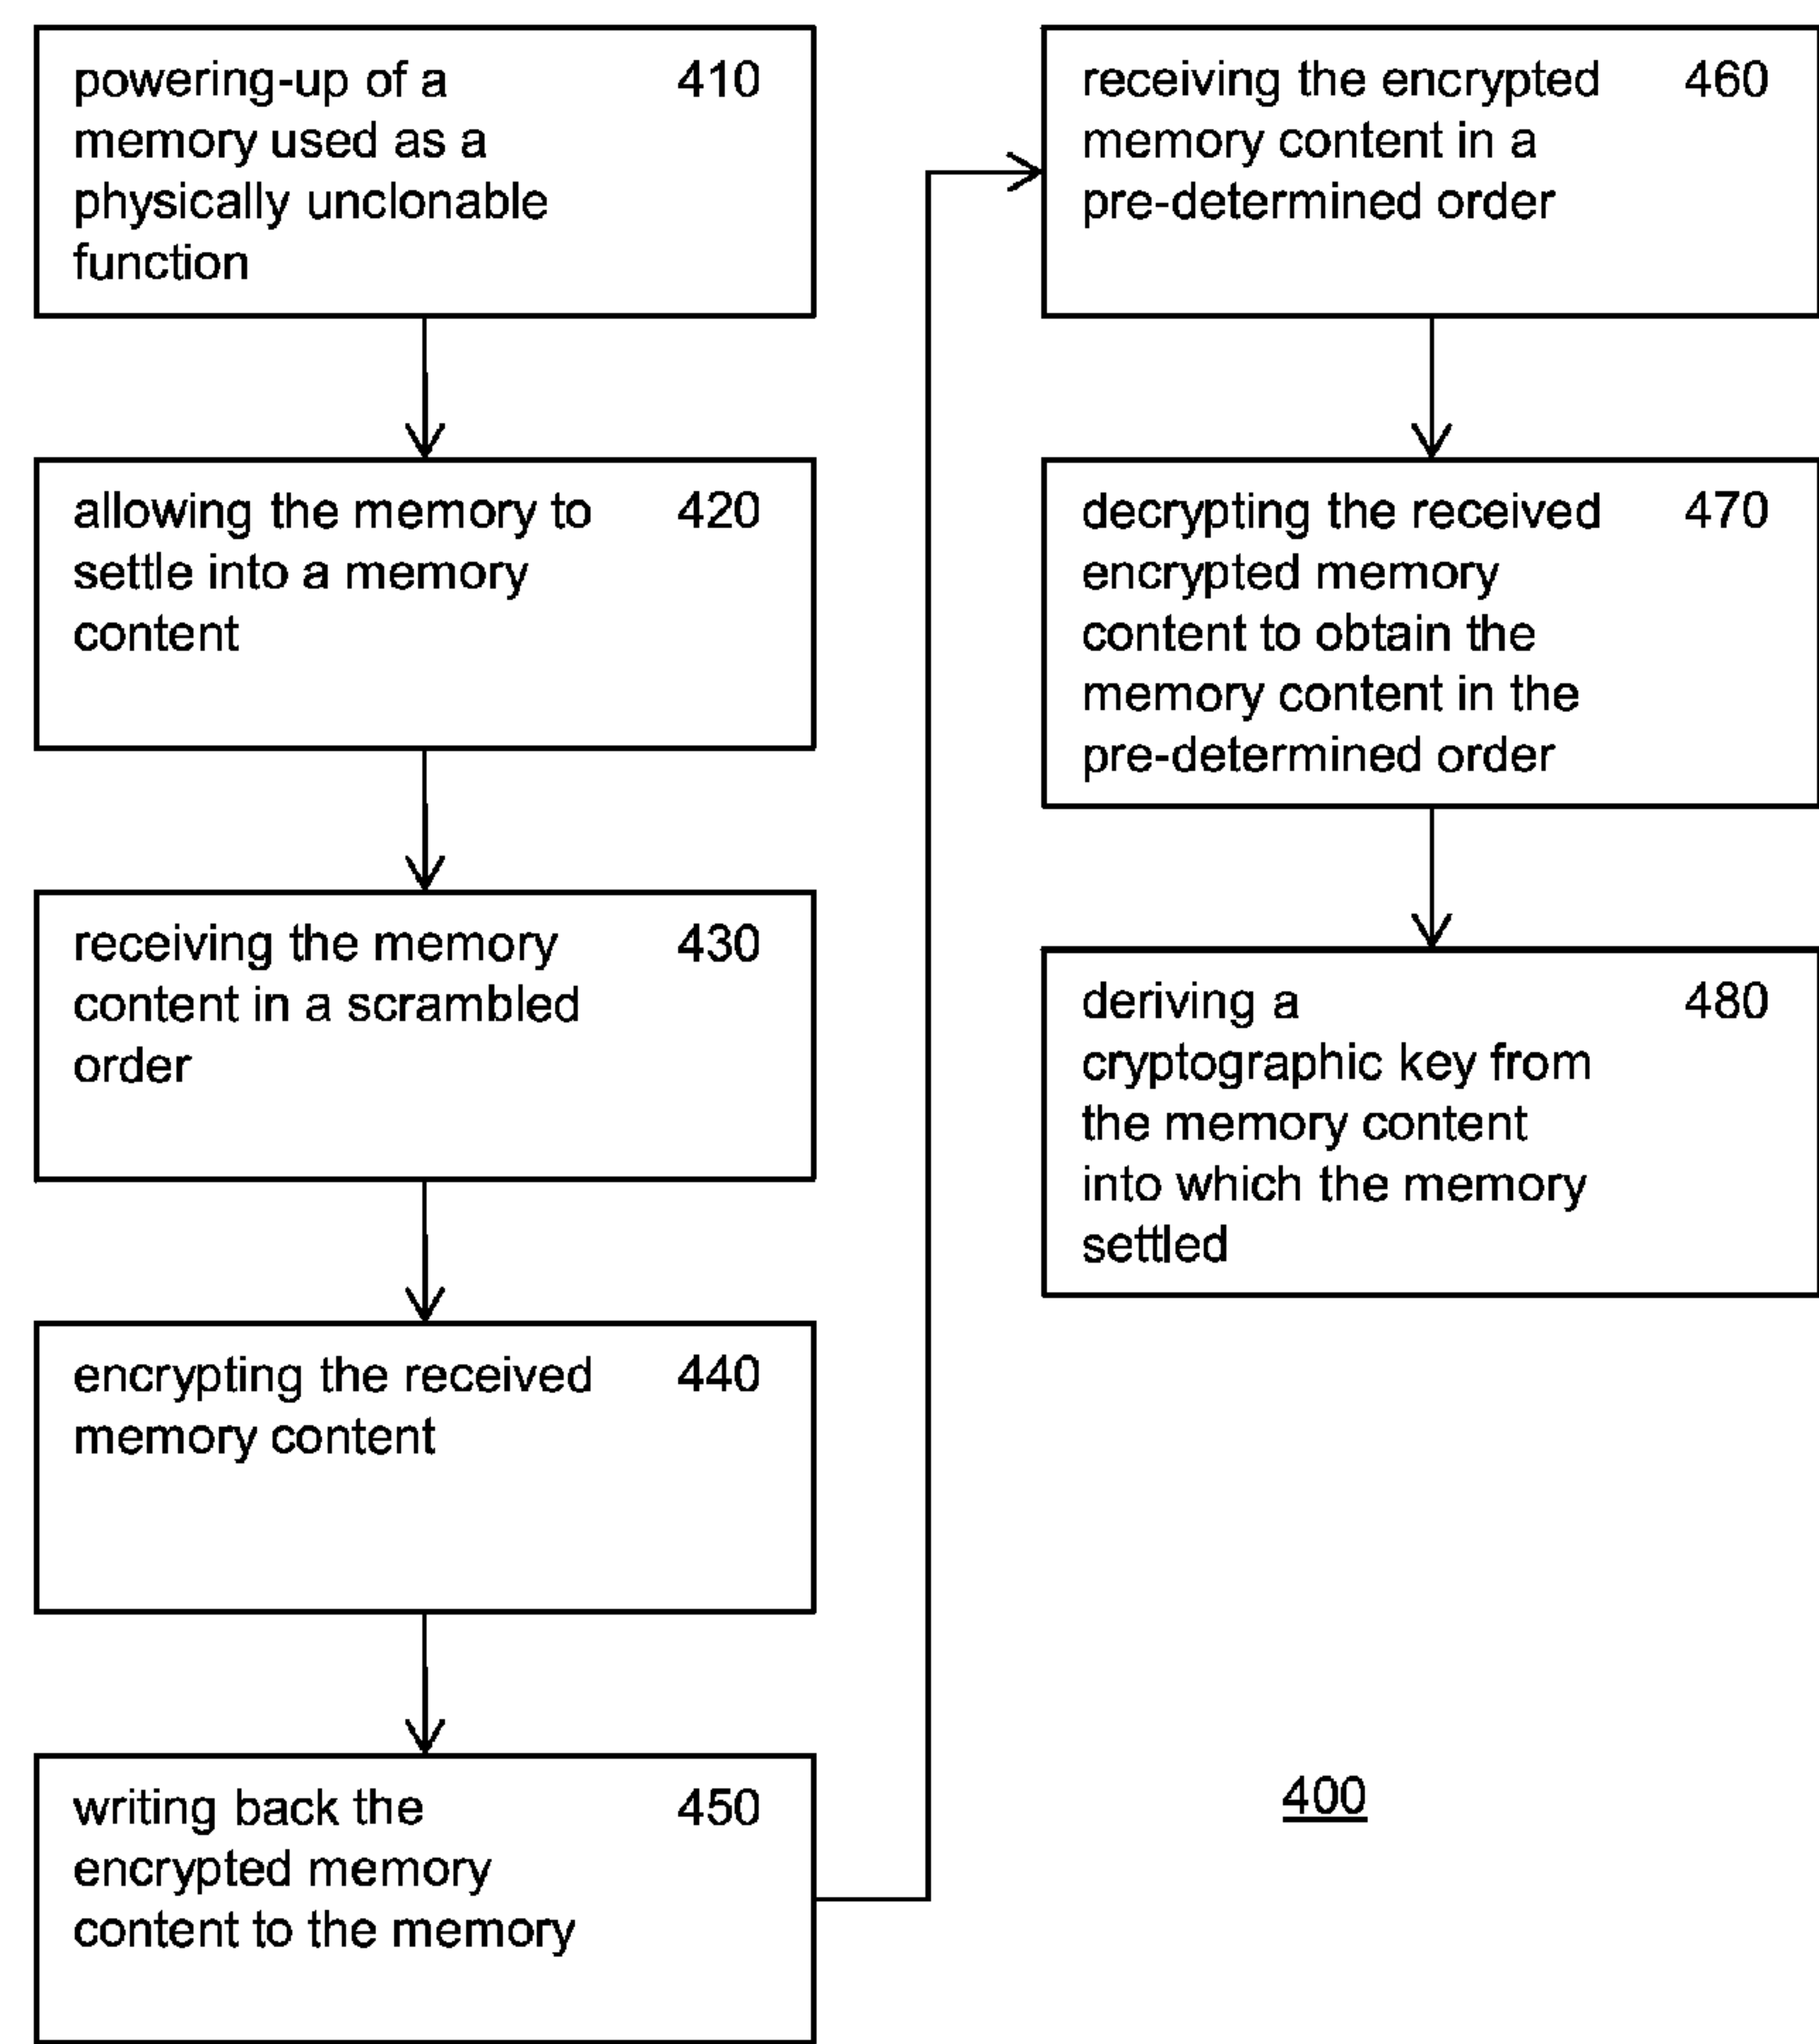 powering-up of a 410
memory used as a
physically unclonable
function
allowing the memory to 420
settle into a memory
content
receiving the memory 430
content in a scrambled
order
encrypting the received 440
memory content
writing back the 450
encrypted memory
content to the memory
receiving the encrypted 460
memory content in a
pre-determined order
decrypting the received 470
encrypted memory
content to obtain the
memory content in the
pre-determined order
deriving a 480
cryptographic key from
the memory content
into which the memory
settled
400